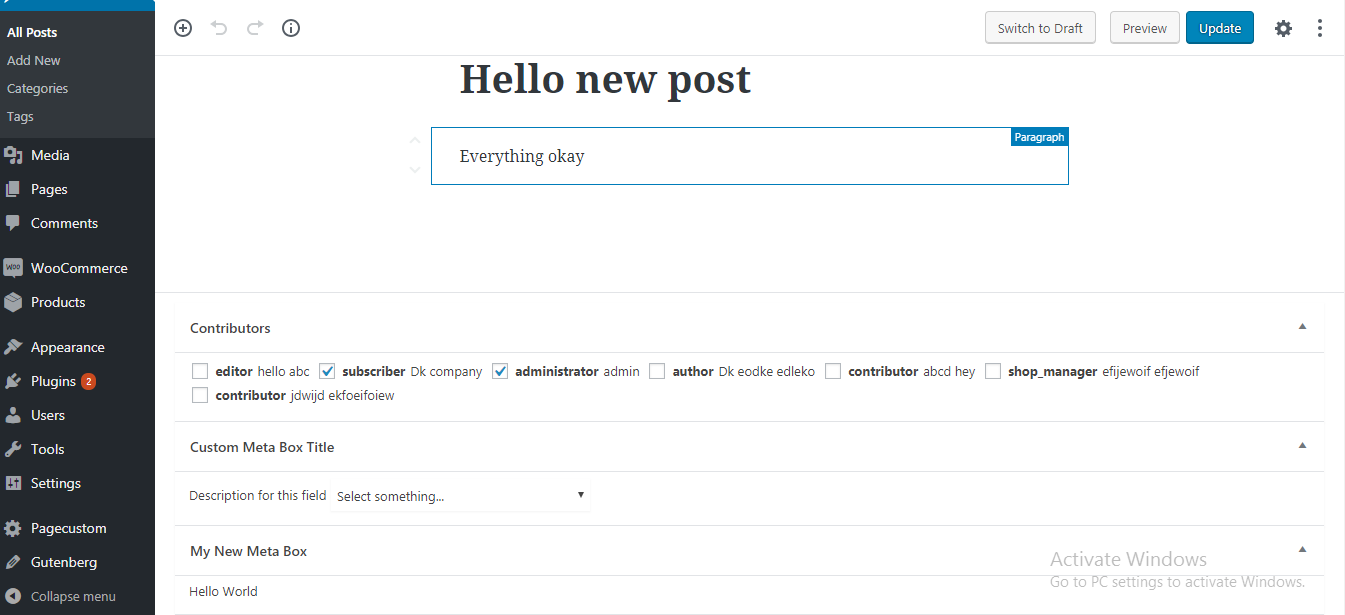 All Posts
Add New
Categories
Tags
Media
Pages
Comments
WOO WooCommerce
Products
Appearance
Plugins 2
Users
Tools
Settings
Pagecustom
Gutenberg
Collapse menu
Switch to Draft Preview Update
Hello new post
Paragraph
Everything okay
Contributors
editor hello abc subscriber Dk company administrator admin author Dk eodke edleko contributor abcd hey shop_manager efijewoif efjewoif
contributor jdwijd ekfoeifoiew
Custom Meta Box Title
Description for this field Select something...
My New Meta Box
Hello World
Activate Windows
Go to PC settings to activate Windows.